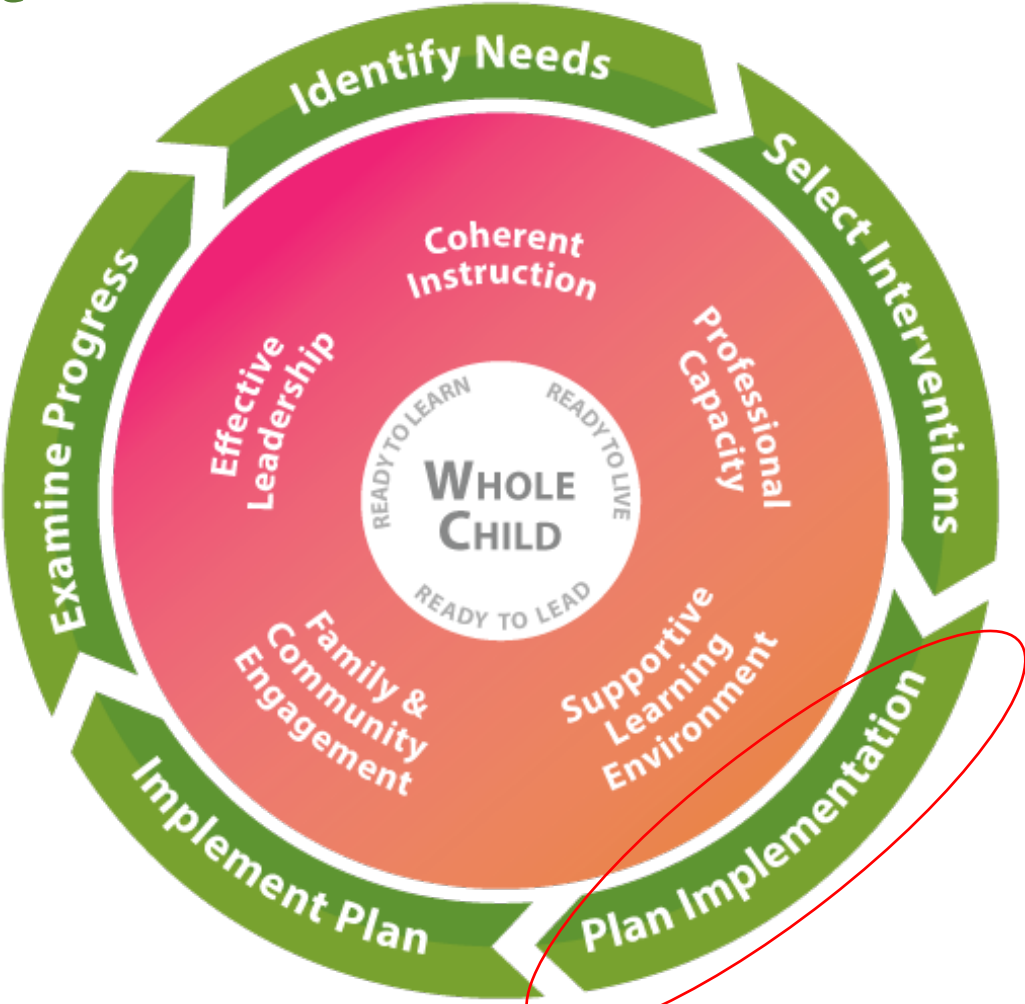 Identify Needs
Select Interventions
Plan Implementation
Implement Plan
Examine Progress
Coherent
Instruction
Professional
Capacity
Supportive
Learning
Environment
Family &
Community
Engagement
Effective
Leadership
READY TO LEARN
READY TO LIVE
READY TO LEAD
WHOLE
CHILD